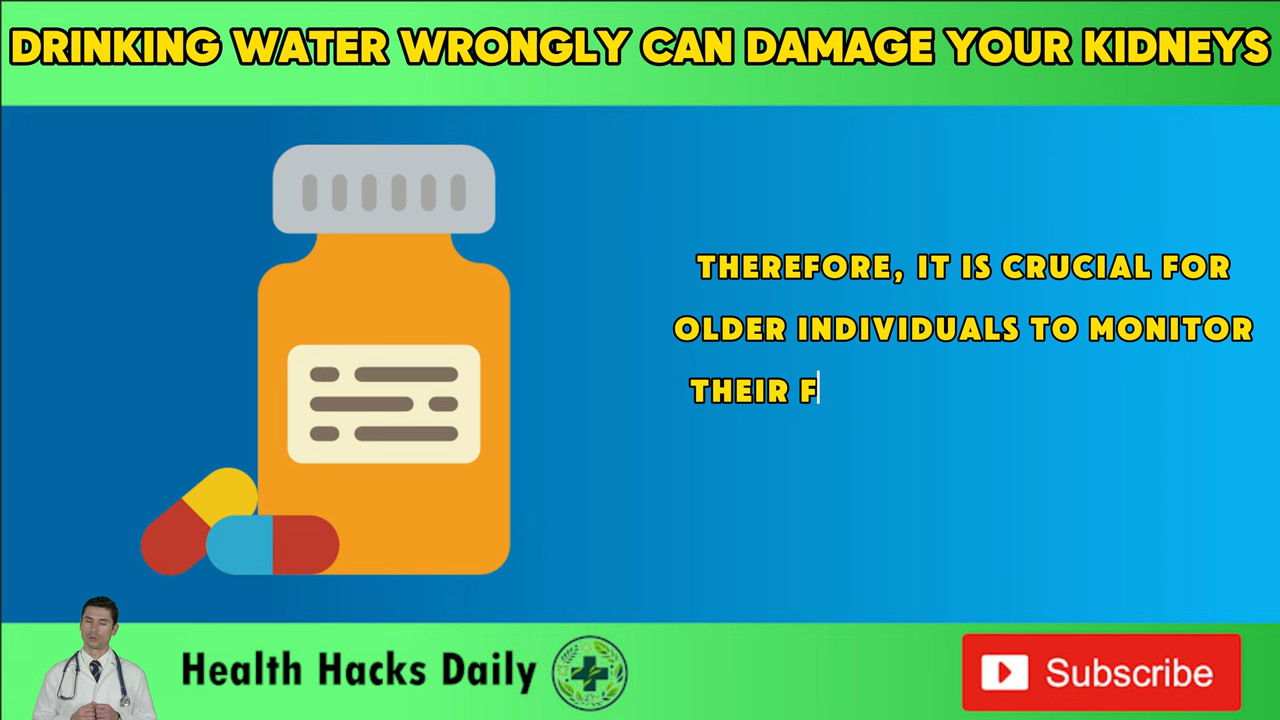 DRINKING WATER WRONGLY CAN DAMAGE YOUR KIDNEYS
THEREFORE, IT IS CRUCIAL FOR
OLDER INDIVIDUALS TO MONITOR
THEIR F
Health Hacks Daily
Subscribe